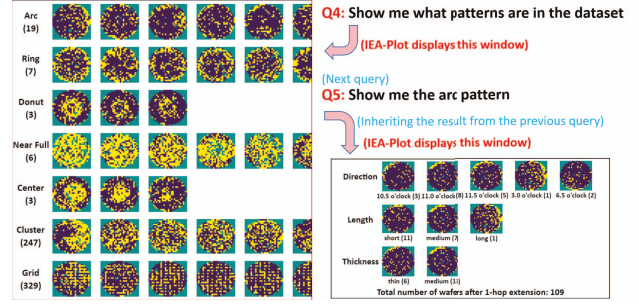 Arc
(19)
Ring
(7)
Donut
(3)
Near Full
(6)
Center
(3)
Cluster
(247)
Grid
(329)
Q4: Show me what patterns are in the dataset
(IEA-Plot displays this window)
(Next query)
Q5: Show me the arc pattern
(Inheriting the result from the previous query)
(IEA-Plot displays this window)
Direction
10.5 o'clock (3) 11.0 o'clock(8) 11.5 o'clock (5) 3.0 o'clock (1) 6.5 o'clock (2)
Length
short (11) medium (7) long (1)
Thickness
thin (6) medium (13)
Total number of wafers after 1-hop extension: 109